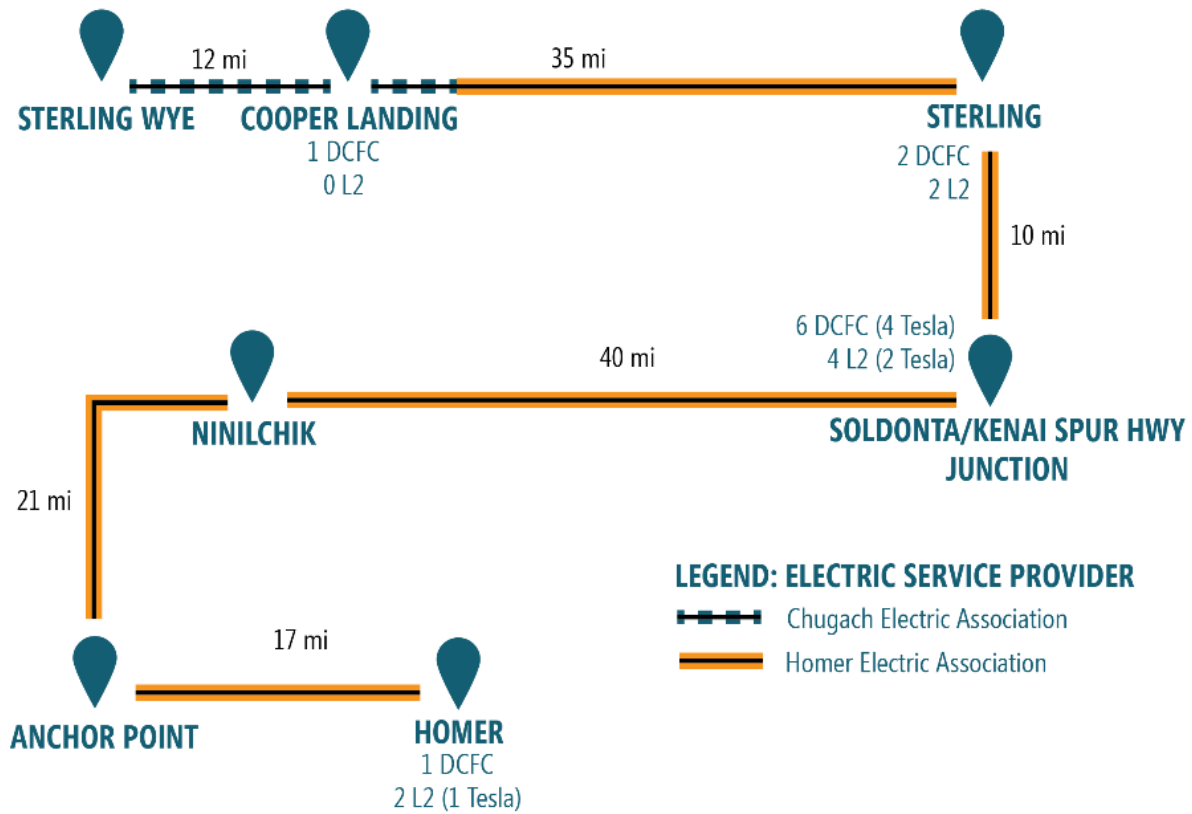 12 mi
35 mi
STERLING WYE
COOPER LANDING
1 DCFC
0 L2
STERLING
2 DCFC
2 L2
10 mi
6 DCFC (4 Tesla)
4 L2 (2 Tesla)
40 mi
NINILCHIK
SOLDONTA/KENAI SPUR HWY
JUNCTION
21 mi
LEGEND: ELECTRIC SERVICE PROVIDER
Chugach Electric Association
Homer Electric Association
17 mi
ANCHOR POINT
HOMER
1 DCFC
2 L2 (1 Tesla)